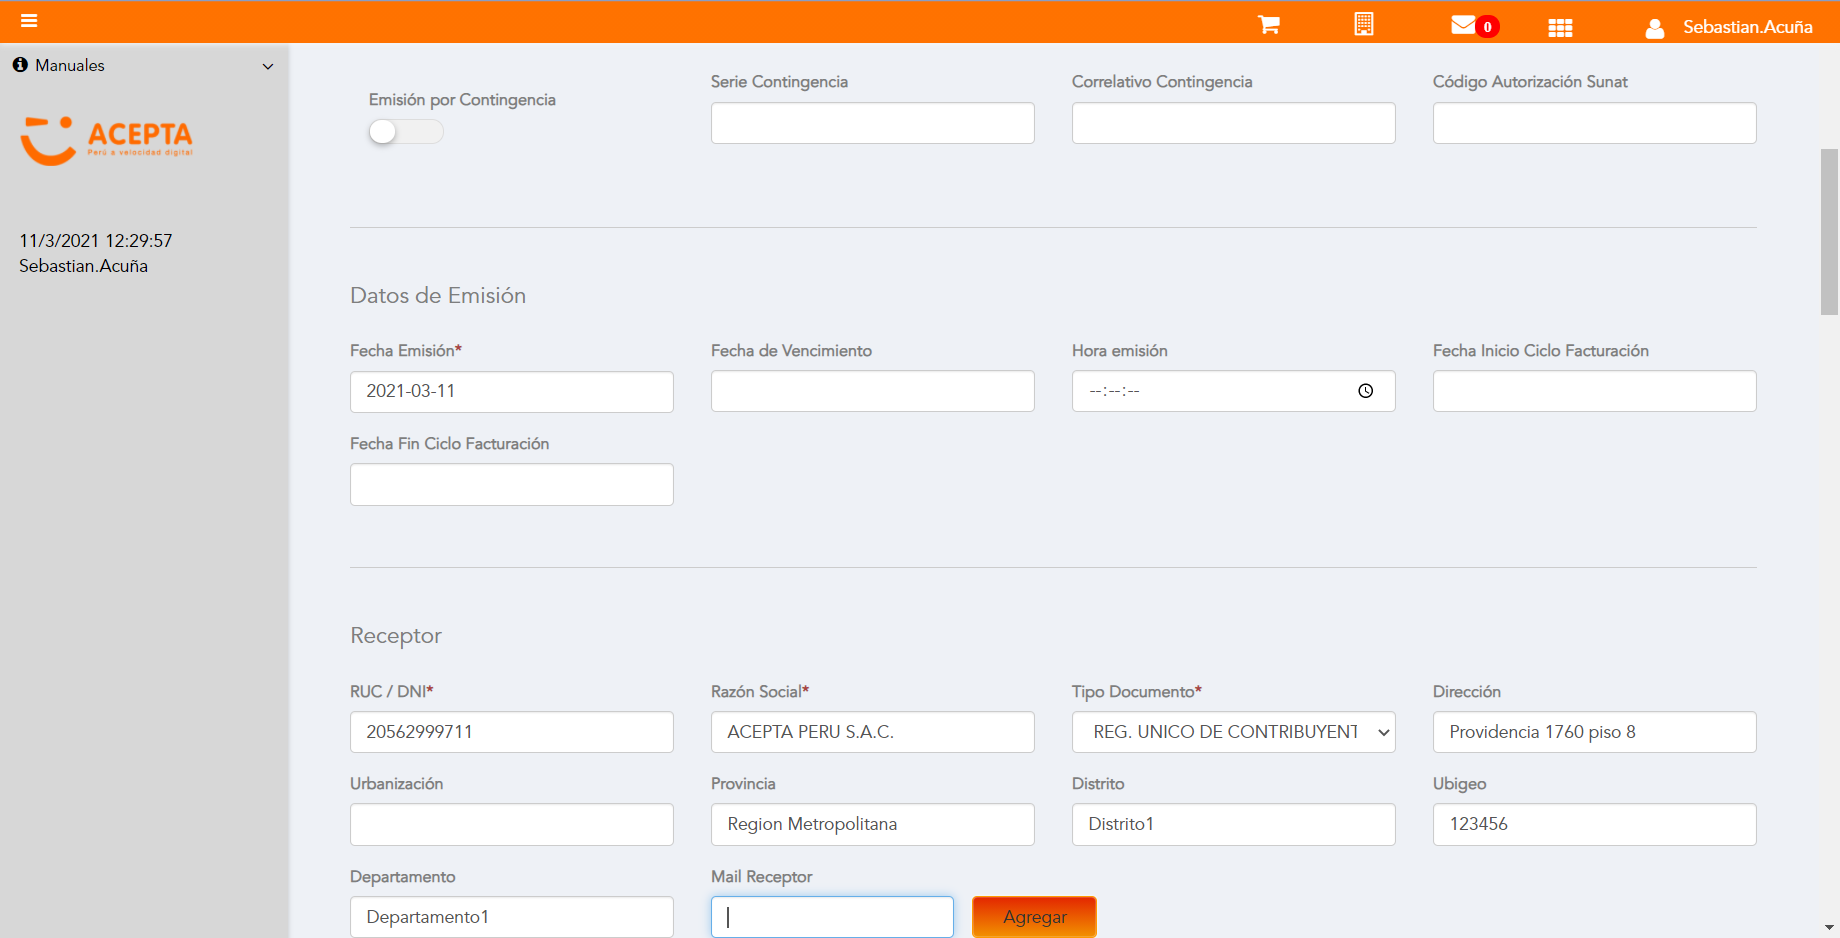 0
Sebastian.Acuña
Manuales
ACEPTA
Perú a velocidad digital
11/3/2021 12:29:57
Sebastian.Acuña
Emisión por Contingencia
Serie Contingencia
Correlativo Contingencia
Código Autorización Sunat
Datos de Emisión
Fecha Emisión*
Fecha de Vencimiento
Hora emisión
Fecha Inicio Ciclo Facturación
2021-03-11
--:--:--
Fecha Fin Ciclo Facturación
Receptor
RUC / DNI*
Razón Social*
Tipo Documento*
Dirección
20562999711
ACEPTA PERU S.A.C.
REG. UNICO DE CONTRIBUYENT
Providencia 1760 piso 8
Urbanización
Provincia
Distrito
Ubigeo
Region Metropolitana
Distrito1
123456
Departamento
Mail Receptor
Departamento1
Agregar